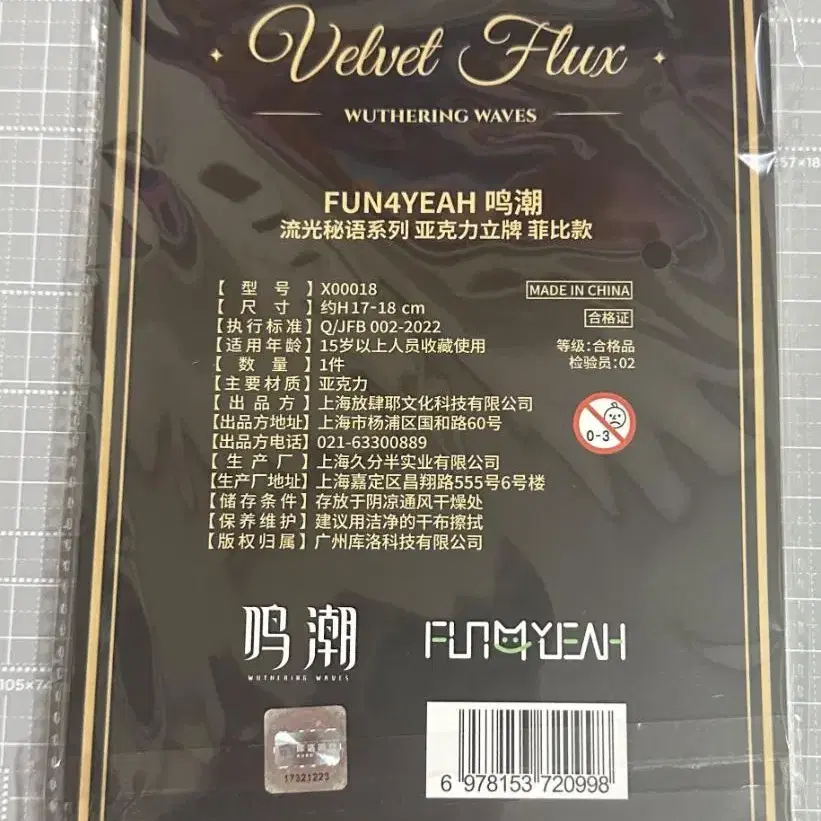 Velvet Flux
WUTHERING WAVES
FUN4YEAH 鸣潮
流光秘语系列 亚克力立牌 菲比款
【型号】X00018
【尺寸】约H17-18 cm
【执行标准】Q/JFB 002-2022
【适用年龄】15岁以上人员收藏使用
【数量】1件
【主要材质】亚克力
【出品方】上海放肆耶文化科技有限公司
【出品方地址】上海市杨浦区国和路60号
【出品方电话】021-63300889
【生产厂】上海久分半实业有限公司
【生产厂地址】上海嘉定区昌翔路555号6号楼
【储存条件】存放于阴凉通风干燥处
【保养维护】建议用洁净的干布擦拭
【版权归属】广州库洛科技有限公司
MADE IN CHINA
合格证
等级:合格品
检验员:02
0-3
鸣潮
WUTHERING WAVES
FUN4YEAH
17321223
6 978153 720998
105×74